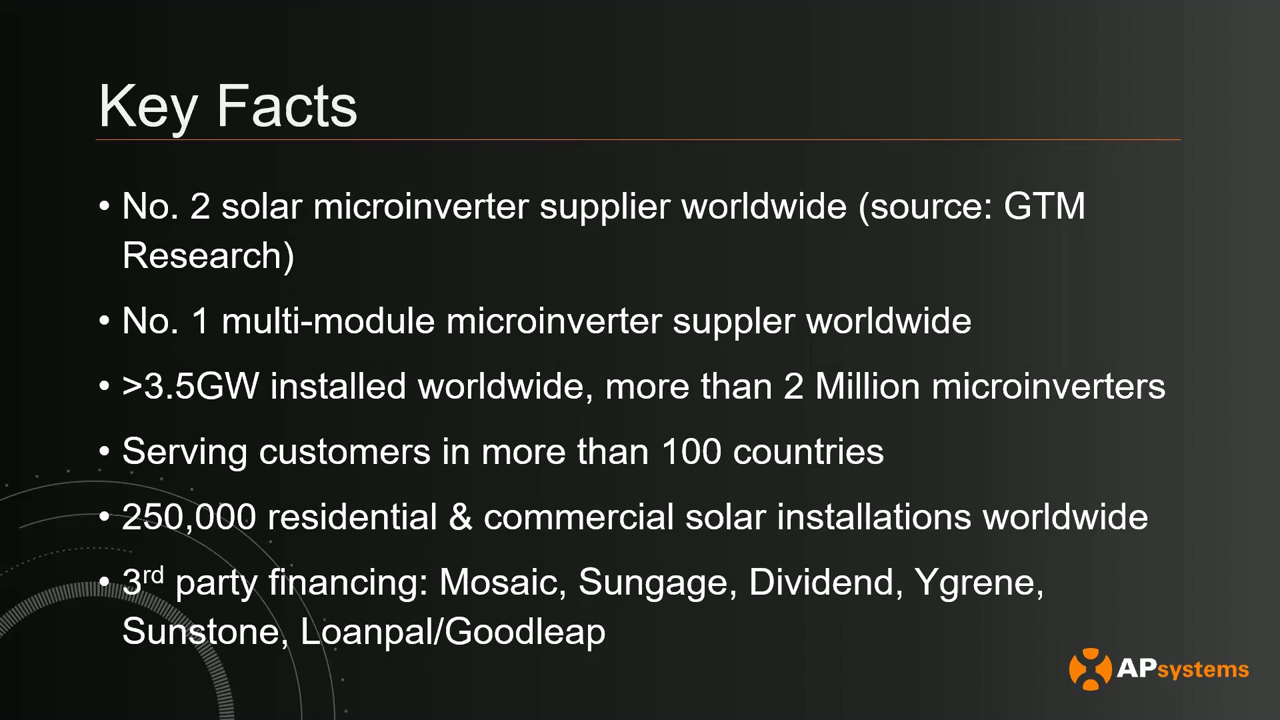 Key Facts
• No. 2 solar microinverter supplier worldwide (source: GTM
Research)
• No. 1 multi-module microinverter suppler worldwide
• >3.5GW installed worldwide, more than 2 Million microinverters
• Serving customers in more than 100 countries
• 250,000 residential & commercial solar installations worldwide
• 3rd party financing: Mosaic, Sungage, Dividend, Ygrene,
Sunstone, Loanpal/Goodleap
APsystems